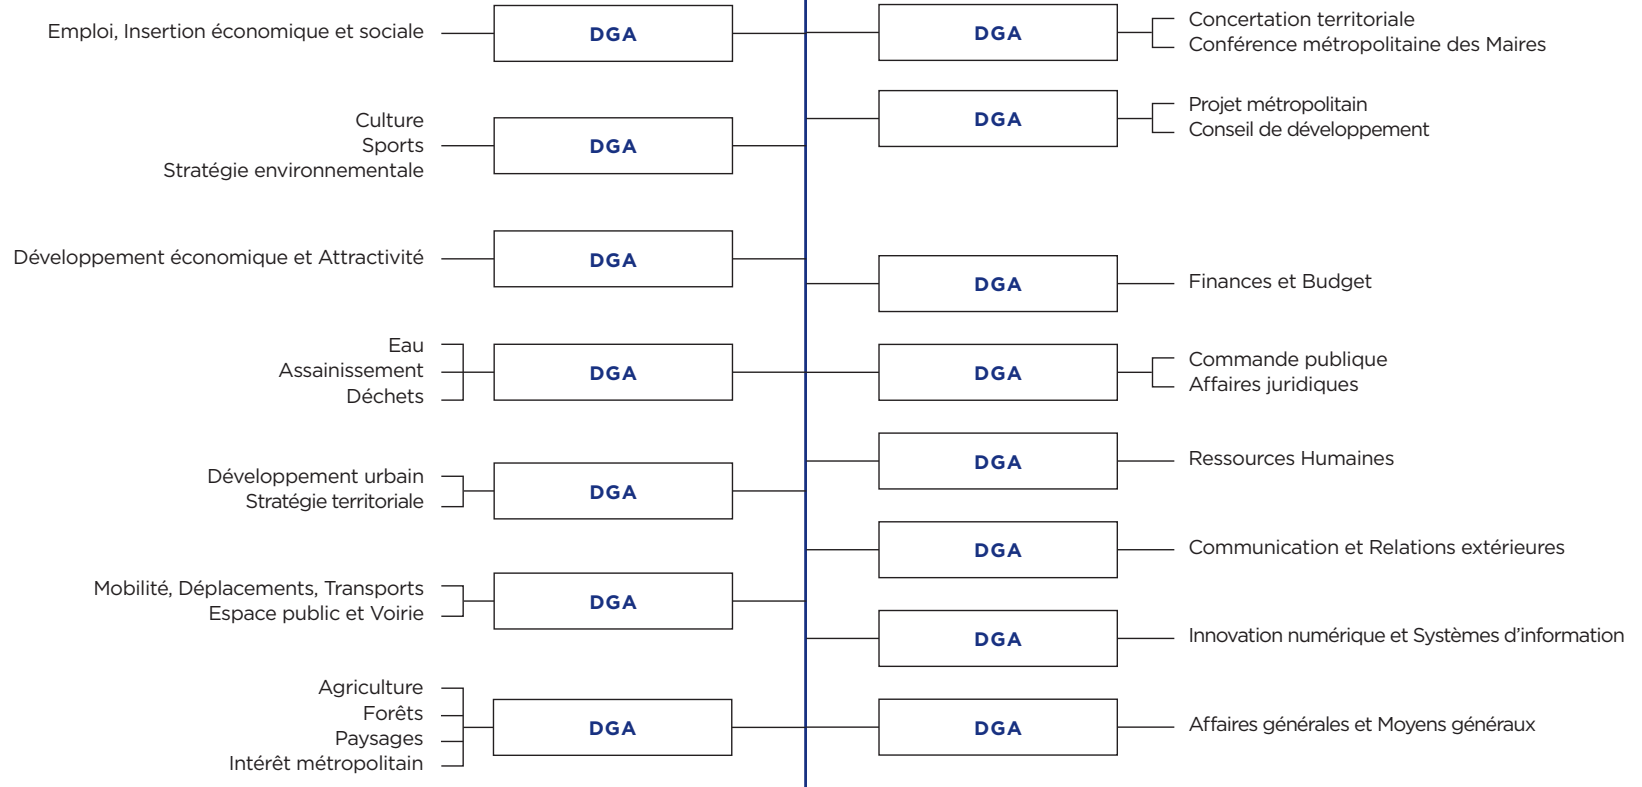 Emploi, Insertion économique et sociale
DGA
Culture
Sports
Stratégie environnementale
DGA
Développement économique et Attractivité
DGA
Eau
Assainissement
Déchets
DGA
Développement urbain
Stratégie territoriale
DGA
Mobilité, Déplacements, Transports
Espace public et Voirie
DGA
Agriculture
Forêts
Paysages
Intérêt métropolitain
DGA
DGA
Concertation territoriale
Conférence métropolitaine des Maires
DGA
Projet métropolitain
Conseil de développement
DGA
Finances et Budget
DGA
Commande publique
Affaires juridiques
DGA
Ressources Humaines
DGA
Communication et Relations extérieures
DGA
Innovation numérique et Systèmes d’information
DGA
Affaires générales et Moyens généraux